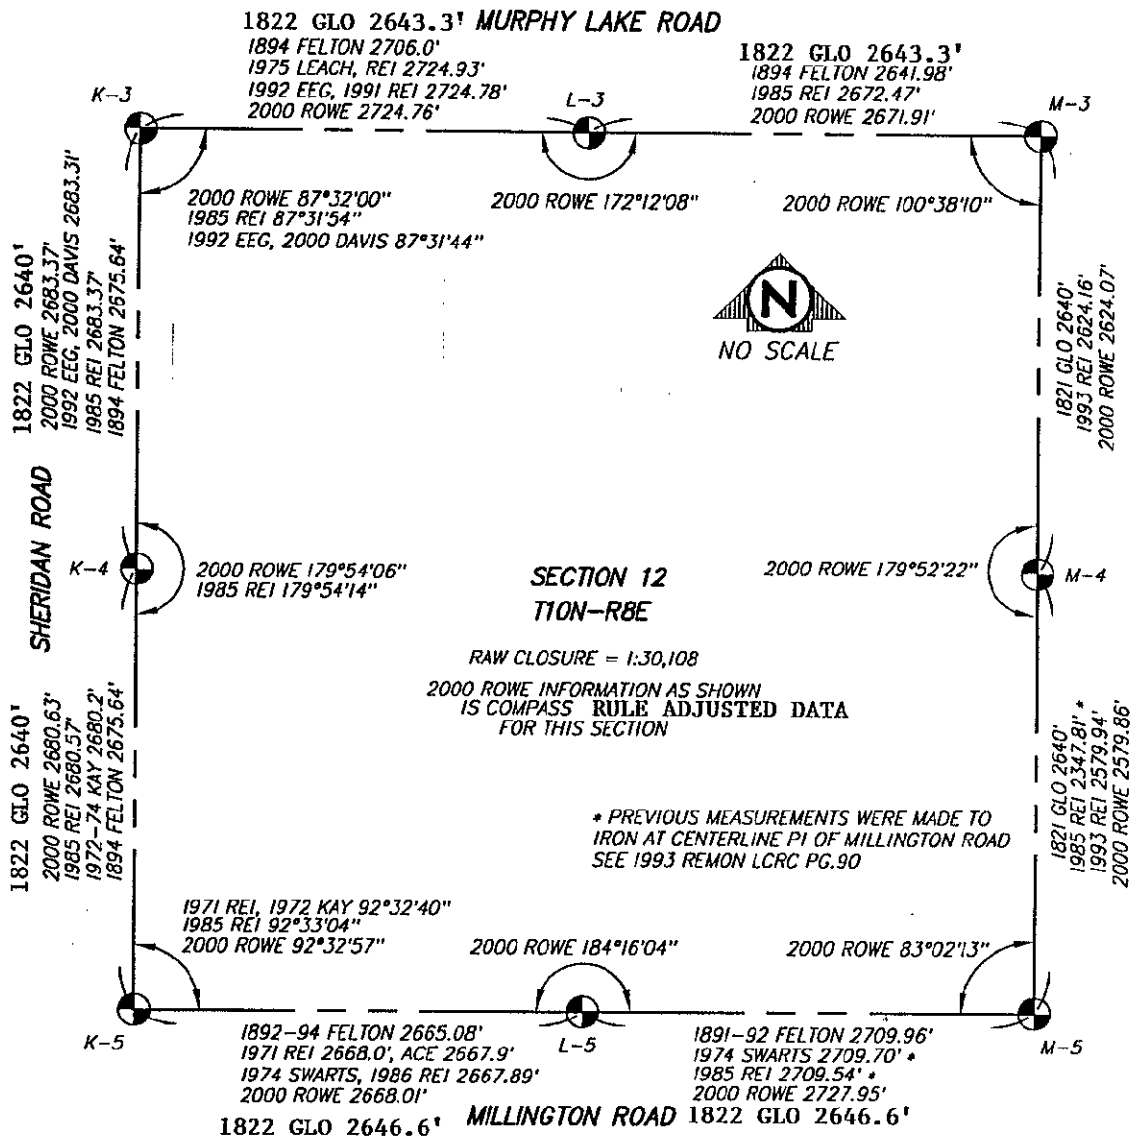 1822 GLO 2643.3' MURPHY LAKE ROAD
1894 FELTON 2706.0'
1975 LEACH, REI 2724.93'
1992 EEG, 1991 REI 2724.78'
2000 ROWE 2724.76'
1822 GLO 2643.3'
1894 FELTON 2641.98'
1985 REI 2672.47'
2000 ROWE 2671.91'
K-3
L-3
M-3
2000 ROWE 87°32'00"
1985 REI 87°31'54"
1992 EEG, 2000 DAVIS 87°31'44"
2000 ROWE 172°12'08"
2000 ROWE 100°38'10"
1822 GLO 2640'
2000 ROWE 2683.37'
1992 EEG, 2000 DAVIS 2683.31'
1985 REI 2683.37'
1894 FELTON 2675.64'
N
NO SCALE
1821 GLO 2640'
1993 REI 2624.16'
2000 ROWE 2624.07'
SHERIDAN ROAD
K-4
2000 ROWE 179°54'06"
1985 REI 179°54'14"
SECTION 12
T10N-R8E
2000 ROWE 179°52'22"
M-4
RAW CLOSURE = 1:30,108
2000 ROWE INFORMATION AS SHOWN
IS COMPASS RULE ADJUSTED DATA
FOR THIS SECTION
1822 GLO 2640'
2000 ROWE 2680.63'
1985 REI 2680.57'
1972-74 KAY 2680.2'
1894 FELTON 2675.64'
1821 GLO 2640'
1985 REI 2347.81' *
1993 REI 2579.94'
2000 ROWE 2579.86'
* PREVIOUS MEASUREMENTS WERE MADE TO
IRON AT CENTERLINE PI OF MILLINGTON ROAD
SEE 1993 REMON LCRC PG.90
1971 REI, 1972 KAY 92°32'40"
1985 REI 92°33'04"
2000 ROWE 92°32'57"
2000 ROWE 184°16'04"
2000 ROWE 83°02'13"
K-5
L-5
M-5
1892-94 FELTON 2665.08'
1971 REI 2668.0', ACE 2667.9'
1974 SWARTS, 1986 REI 2667.89'
2000 ROWE 2668.01'
1891-92 FELTON 2709.96'
1974 SWARTS 2709.70' *
1985 REI 2709.54' *
2000 ROWE 2727.95'
1822 GLO 2646.6' MILLINGTON ROAD 1822 GLO 2646.6'